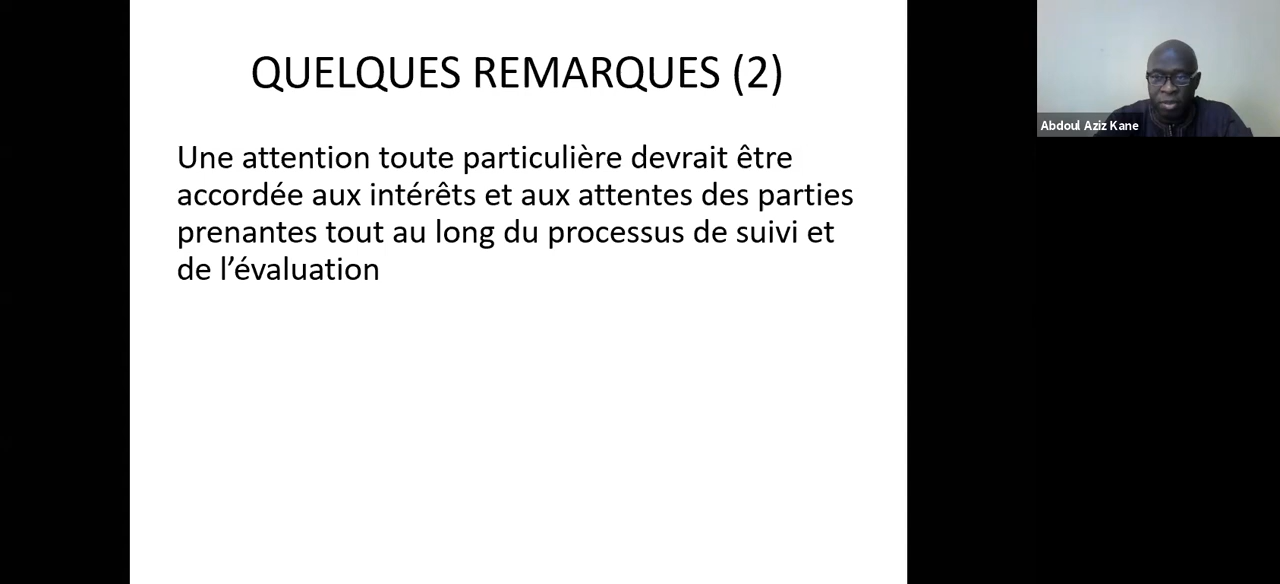 QUELQUES REMARQUES (2)
Une attention toute particulière devrait être
accordée aux intérêts et aux attentes des parties
prenantes tout au long du processus de suivi et
de l’évaluation
Abdoul Aziz Kane